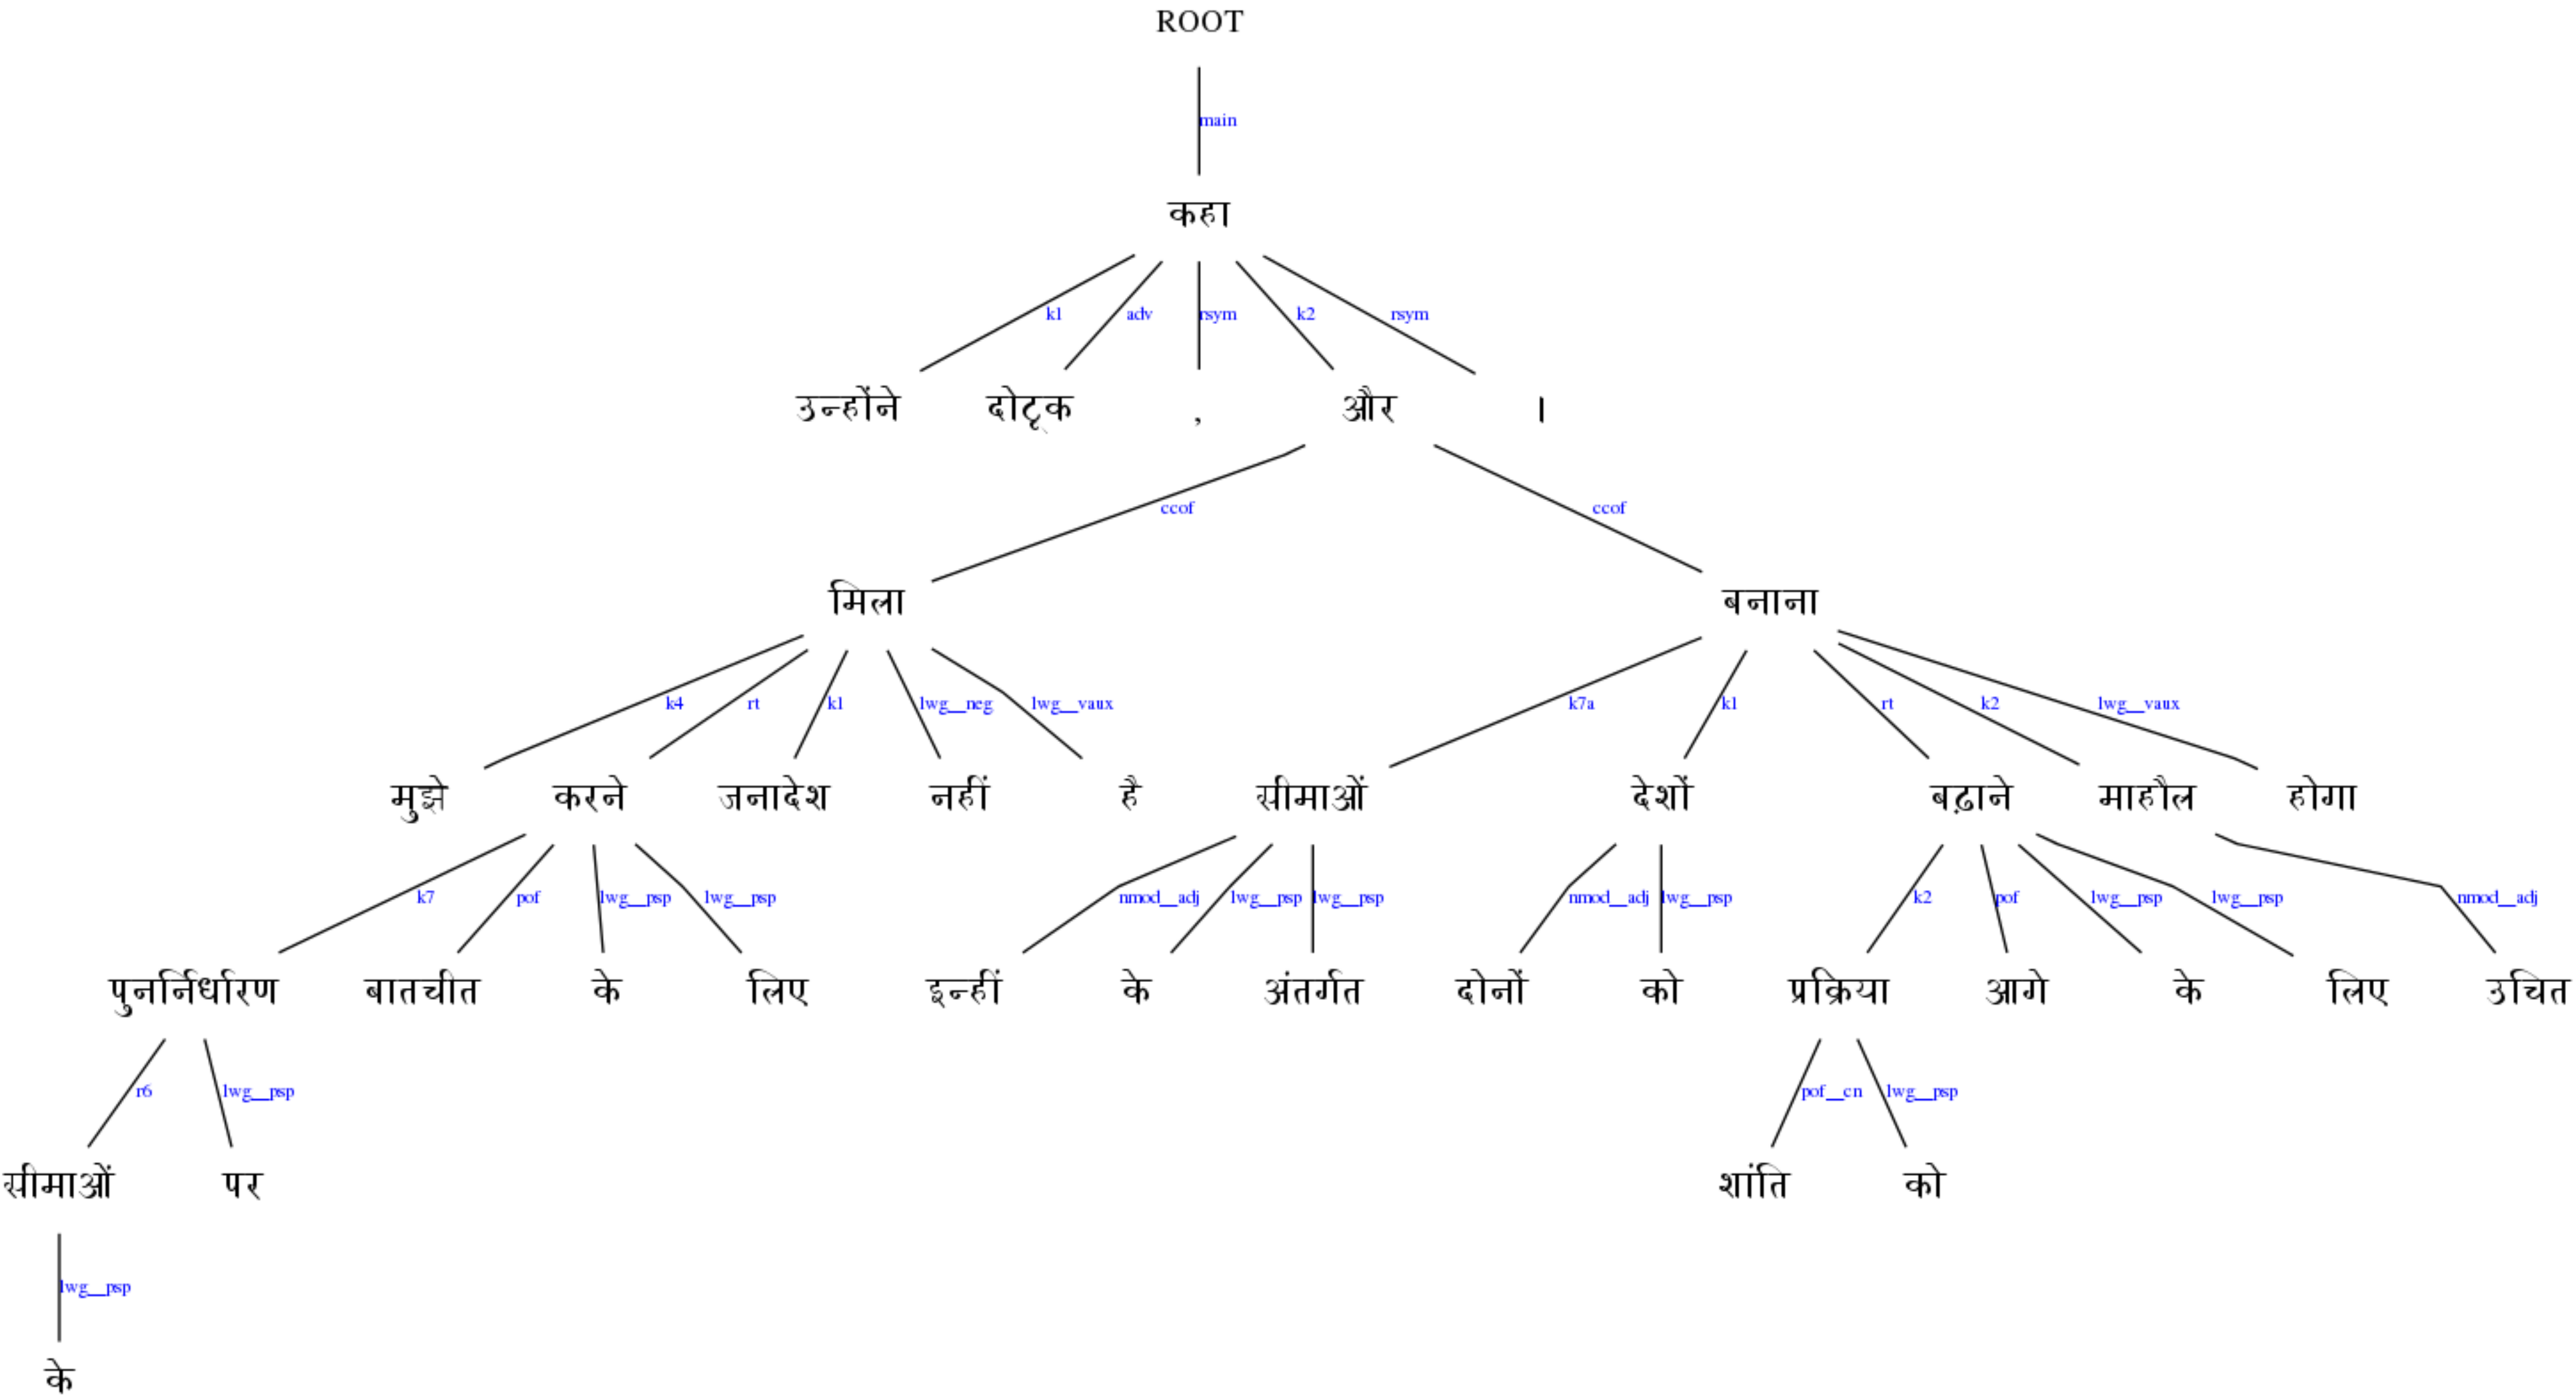 ROOT
main
कहा
k1 adv rsym k2 rsym
उन्होंने दोटूक , और ।
ccof ccof
मिला बनाना
k4 rt k1 lwg__neg lwg__vaux k7a k1 rt k2 lwg__vaux
मुझे करने जनादेश नहीं है सीमाओं देशों बढ़ाने माहौल होगा
k7 pof lwg__psp lwg__psp nmod__adj lwg__psp lwg__psp nmod__adj lwg__psp k2 pof lwg__psp lwg__psp nmod__adj
पुनर्निर्धारण बातचीत के लिए इन्हीं के अंतर्गत दोनों को प्रक्रिया आगे के लिए उचित
r6 lwg__psp pof__cn lwg__psp
सीमाओं पर शांति को
lwg__psp
के